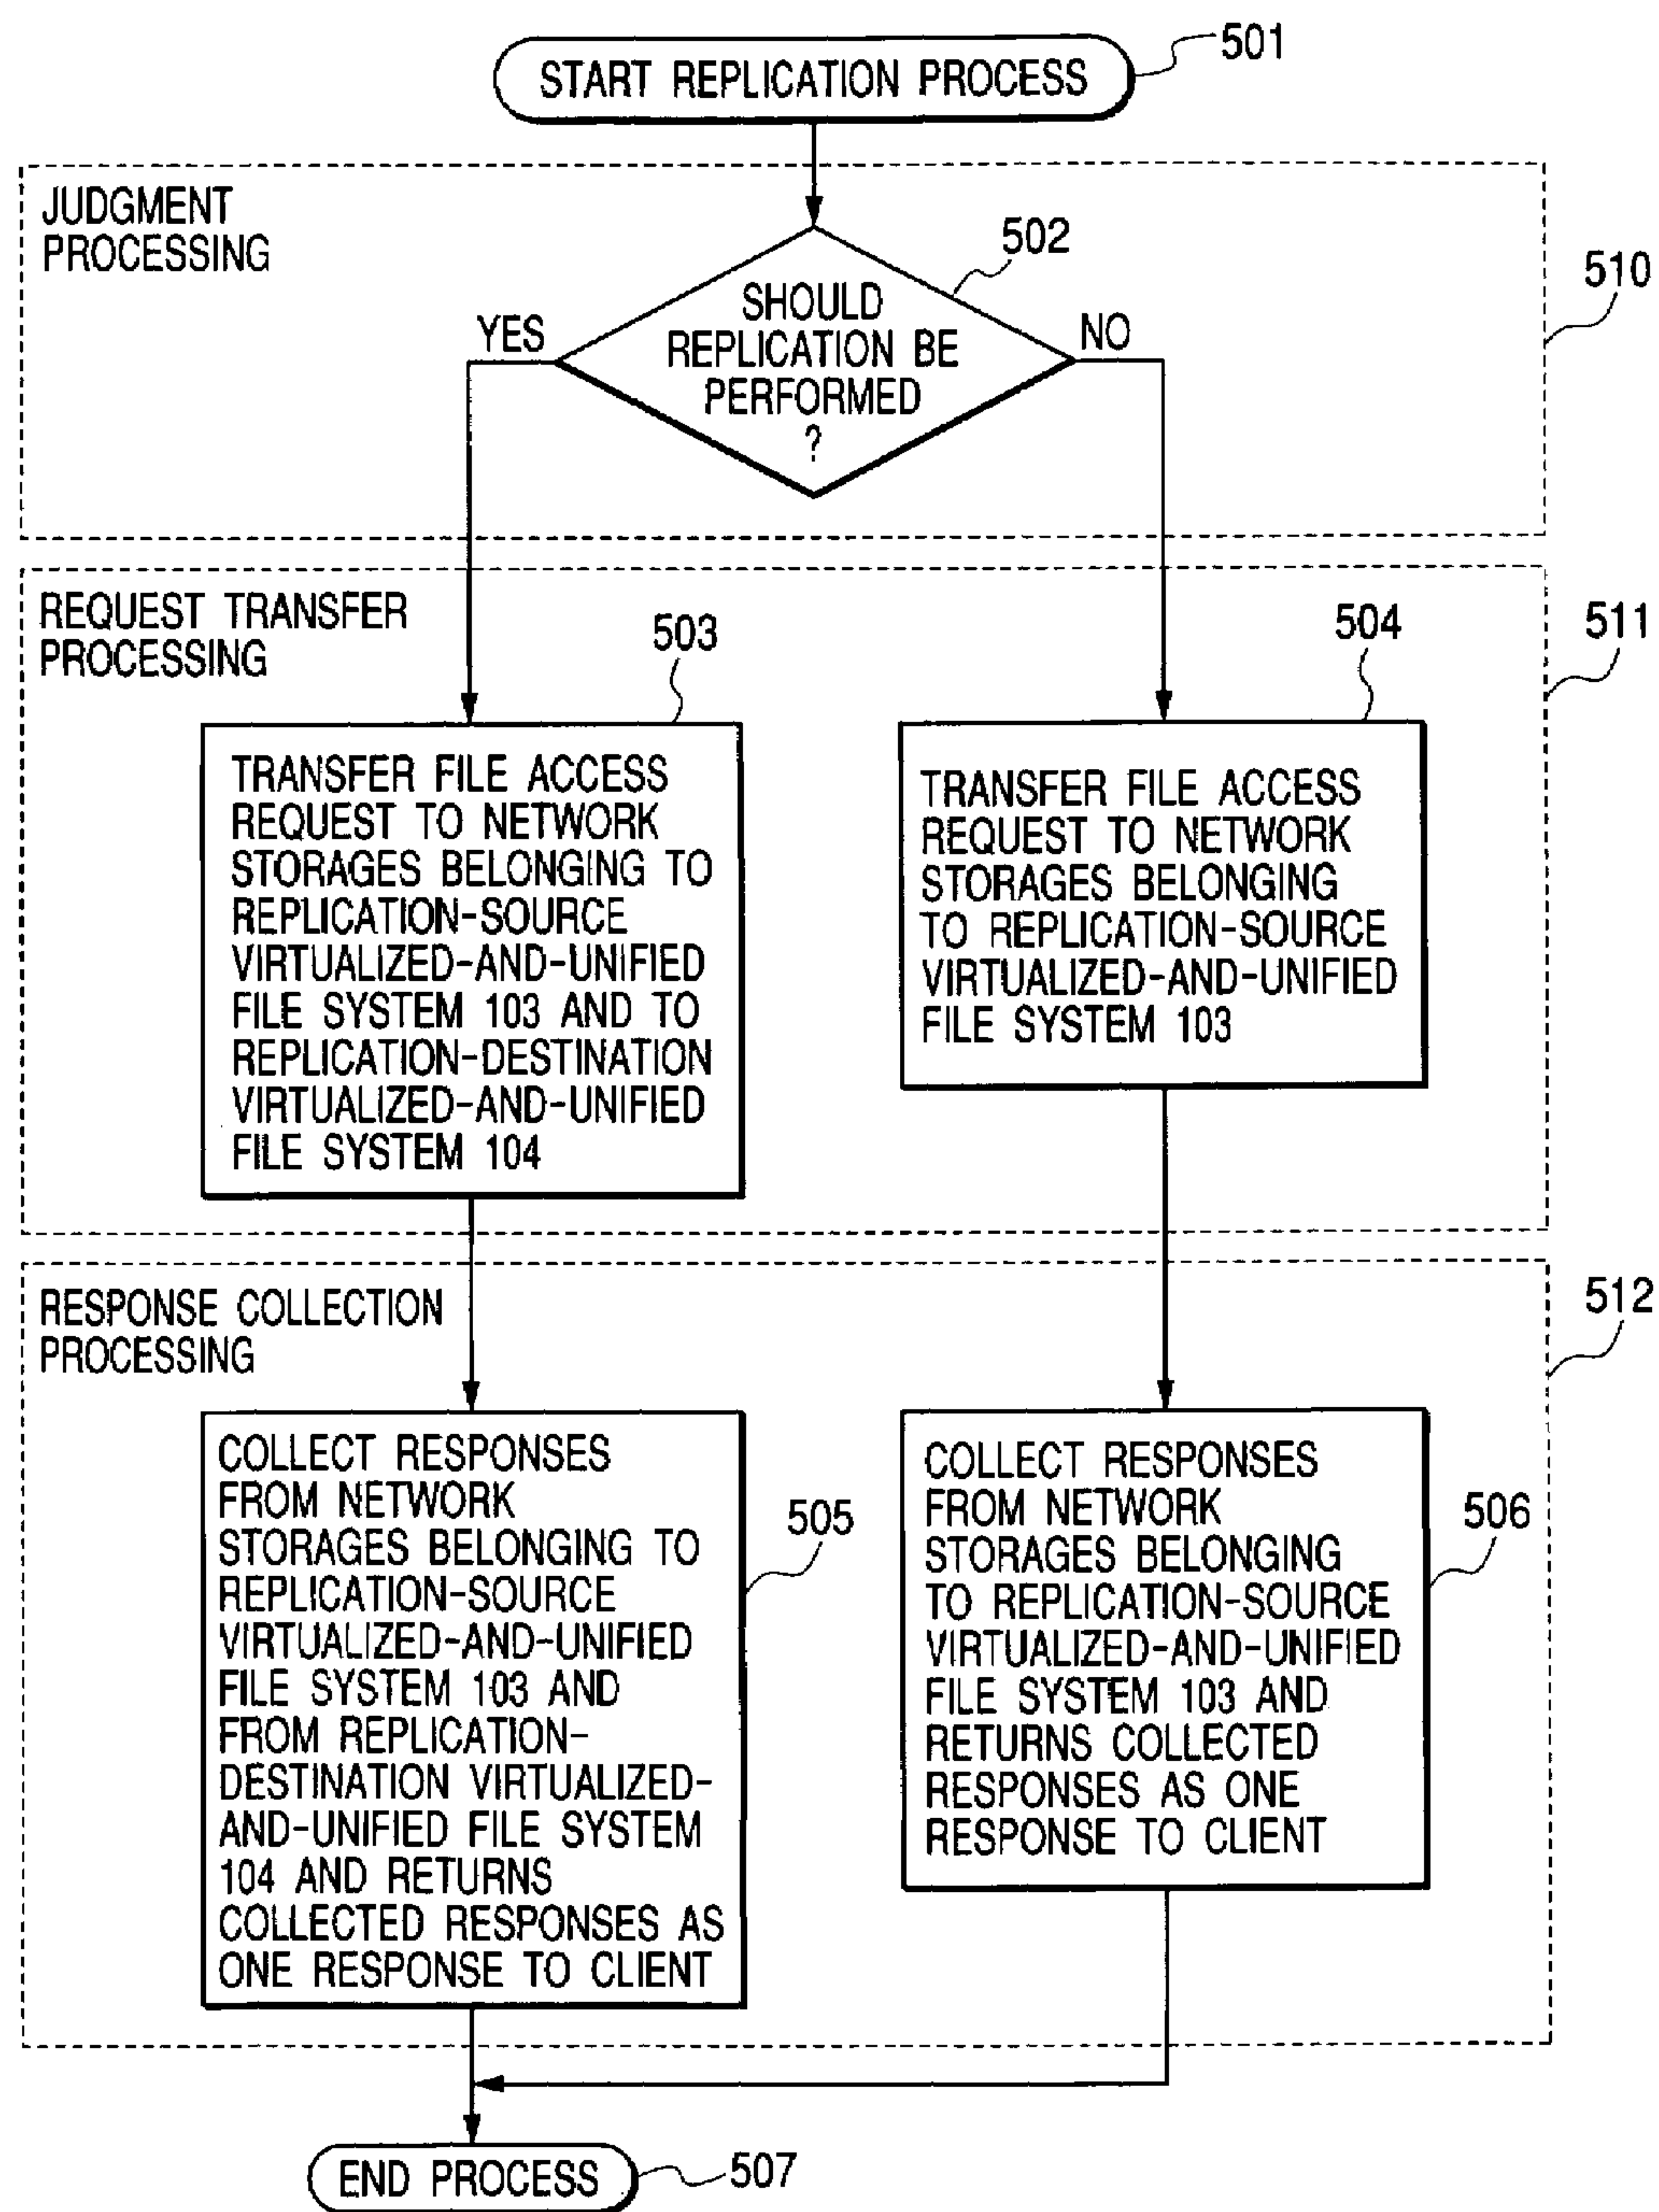 START REPLICATION PROCESS
501
JUDGMENT
PROCESSING
502
510
SHOULD
REPLICATION BE
PERFORMED
?
YES
NO
REQUEST TRANSFER
PROCESSING
511
503
504
TRANSFER FILE ACCESS
REQUEST TO NETWORK
STORAGES BELONGING TO
REPLICATION-SOURCE
VIRTUALIZED-AND-UNIFIED
FILE SYSTEM 103 AND TO
REPLICATION-DESTINATION
VIRTUALIZED-AND-UNIFIED
FILE SYSTEM 104
TRANSFER FILE ACCESS
REQUEST TO NETWORK
STORAGES BELONGING
TO REPLICATION-SOURCE
VIRTUALIZED-AND-UNIFIED
FILE SYSTEM 103
RESPONSE COLLECTION
PROCESSING
512
COLLECT RESPONSES
FROM NETWORK
STORAGES BELONGING TO
REPLICATION-SOURCE
VIRTUALIZED-AND-UNIFIED
FILE SYSTEM 103 AND
FROM REPLICATION-
DESTINATION VIRTUALIZED-
AND-UNIFIED FILE SYSTEM
104 AND RETURNS
COLLECTED RESPONSES AS
ONE RESPONSE TO CLIENT
505
COLLECT RESPONSES
FROM NETWORK
STORAGES BELONGING
TO REPLICATION-SOURCE
VIRTUALIZED-AND-UNIFIED
FILE SYSTEM 103 AND
RETURNS COLLECTED
RESPONSES AS ONE
RESPONSE TO CLIENT
506
END PROCESS
507